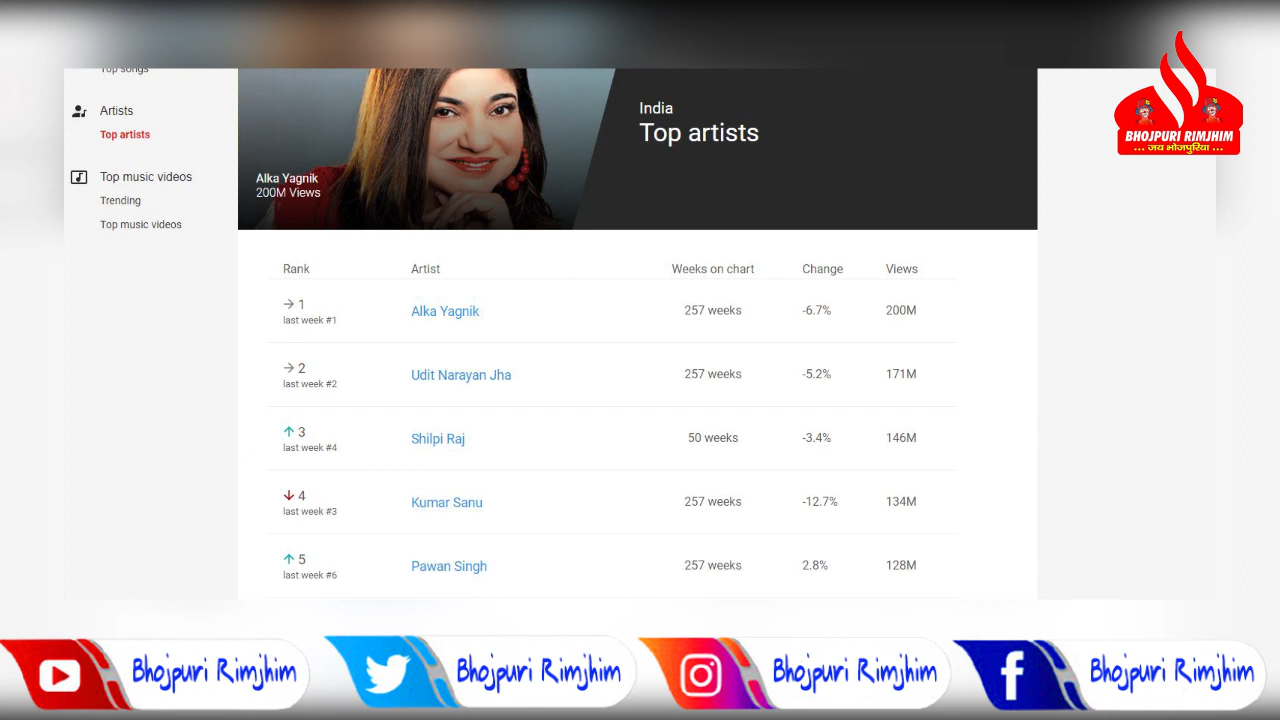 Top songs
Artists
Top artists
Top music videos
Trending
Top music videos
Alka Yagnik
200M Views
India
Top artists
BHOJPURI RIMJHIM
... जय भोजपुरिया ...
Rank Artist Weeks on chart Change Views
1 Alka Yagnik 257 weeks -6.7% 200M
last week #1
2 Udit Narayan Jha 257 weeks -5.2% 171M
last week #2
3 Shilpi Raj 50 weeks -3.4% 146M
last week #4
4 Kumar Sanu 257 weeks -12.7% 134M
last week #3
5 Pawan Singh 257 weeks 2.8% 128M
last week #6
Bhojpuri Rimjhim Bhojpuri Rimjhim Bhojpuri Rimjhim Bhojpuri Rimjhim